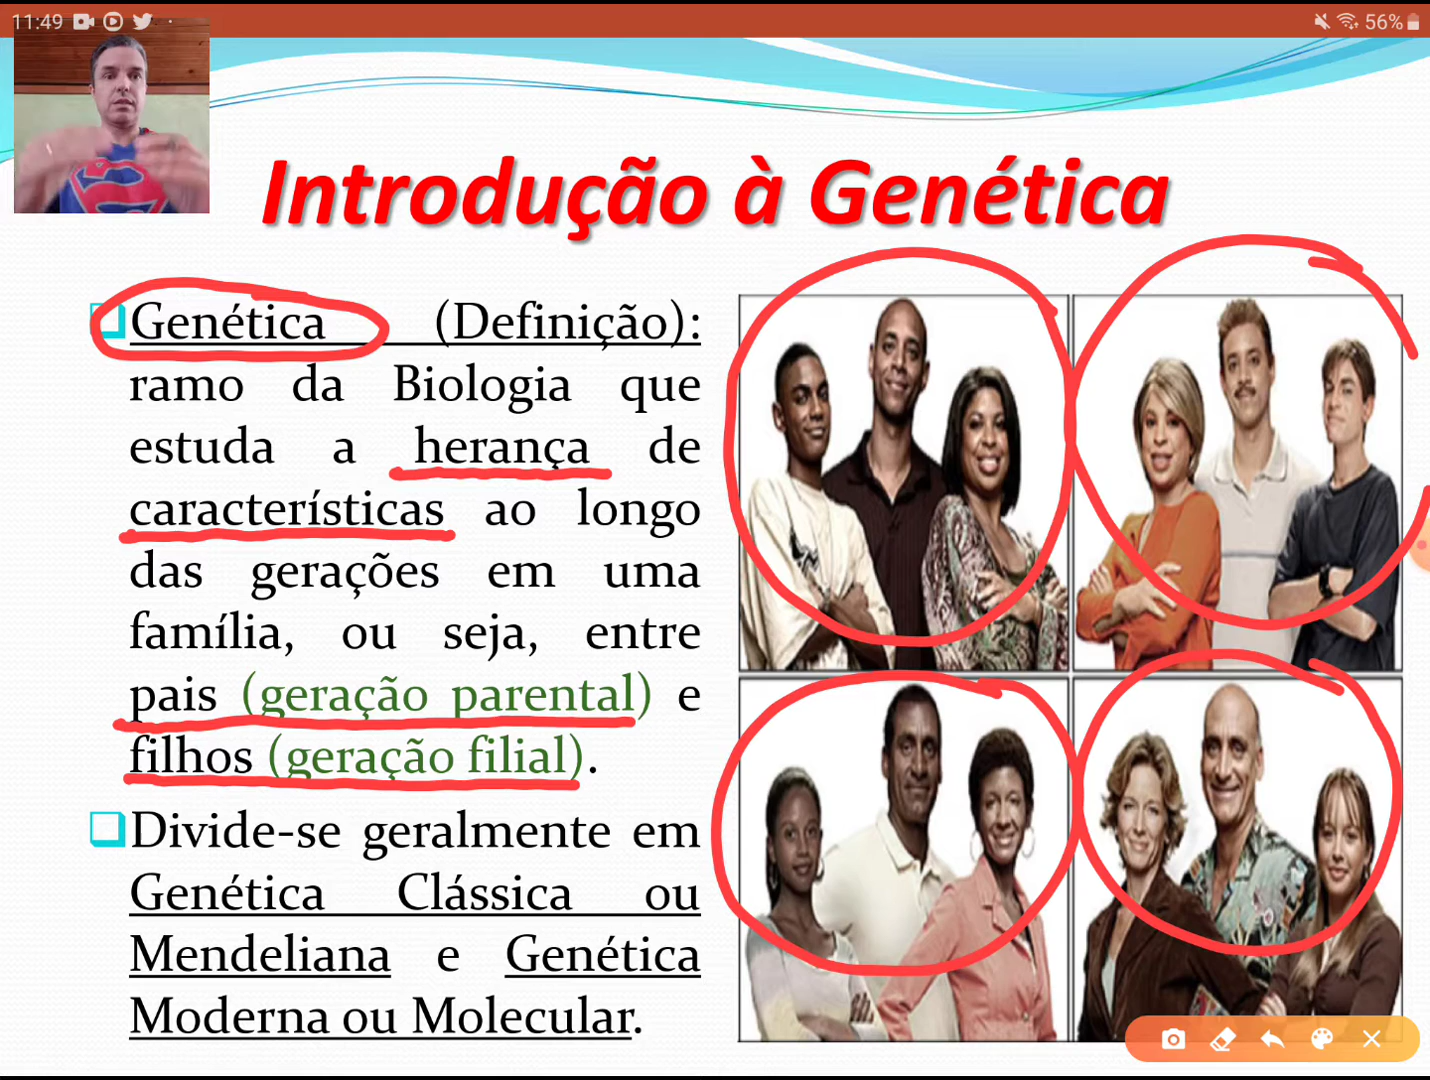 11:49
56%
Introdução à Genética
Genética (Definição):
ramo da Biologia que
estuda a herança de
características ao longo
das gerações em uma
família, ou seja, entre
pais (geração parental) e
filhos (geração filial).
Divide-se geralmente em
Genética Clássica ou
Mendeliana e Genética
Moderna ou Molecular.